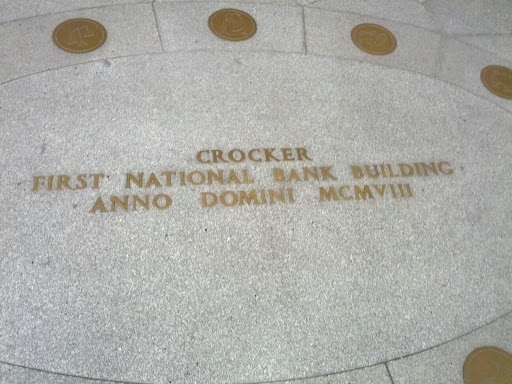 CROCKER
· FIRST · NATIONAL BANK BUILDING ·
· ANNO DOMINI MCMVIII ·